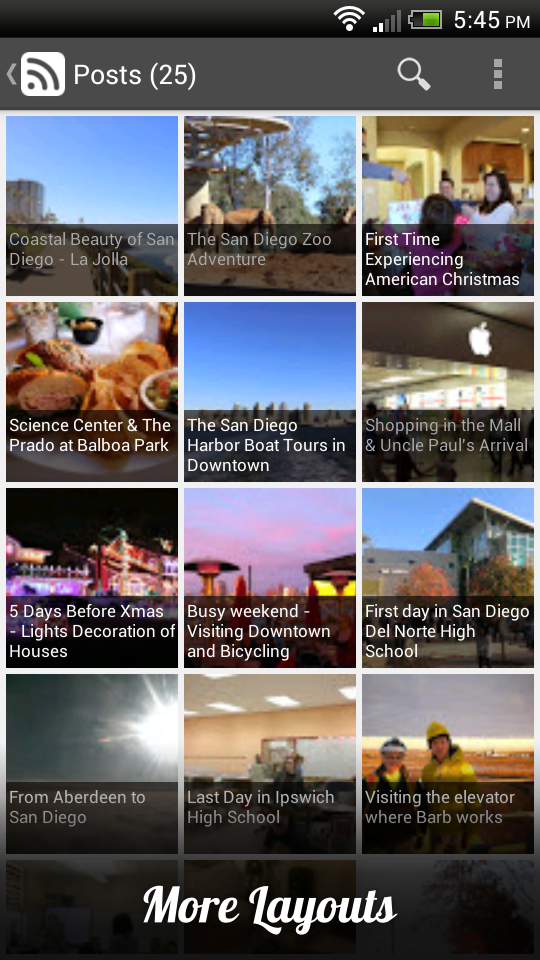 5:45 PM
Posts (25)
Coastal Beauty of San
Diego - La Jolla
The San Diego Zoo
Adventure
First Time
Experiencing
American Christmas
Science Center & The
Prado at Balboa Park
The San Diego
Harbor Boat Tours in
Downtown
Shopping in the Mall
& Uncle Paul's Arrival
5 Days Before Xmas
- Lights Decoration of
Houses
Busy weekend -
Visiting Downtown
and Bicycling
First day in San Diego
Del Norte High
School
From Aberdeen to
San Diego
Last Day in Ipswich
High School
Visiting the elevator
where Barb works
More Layouts